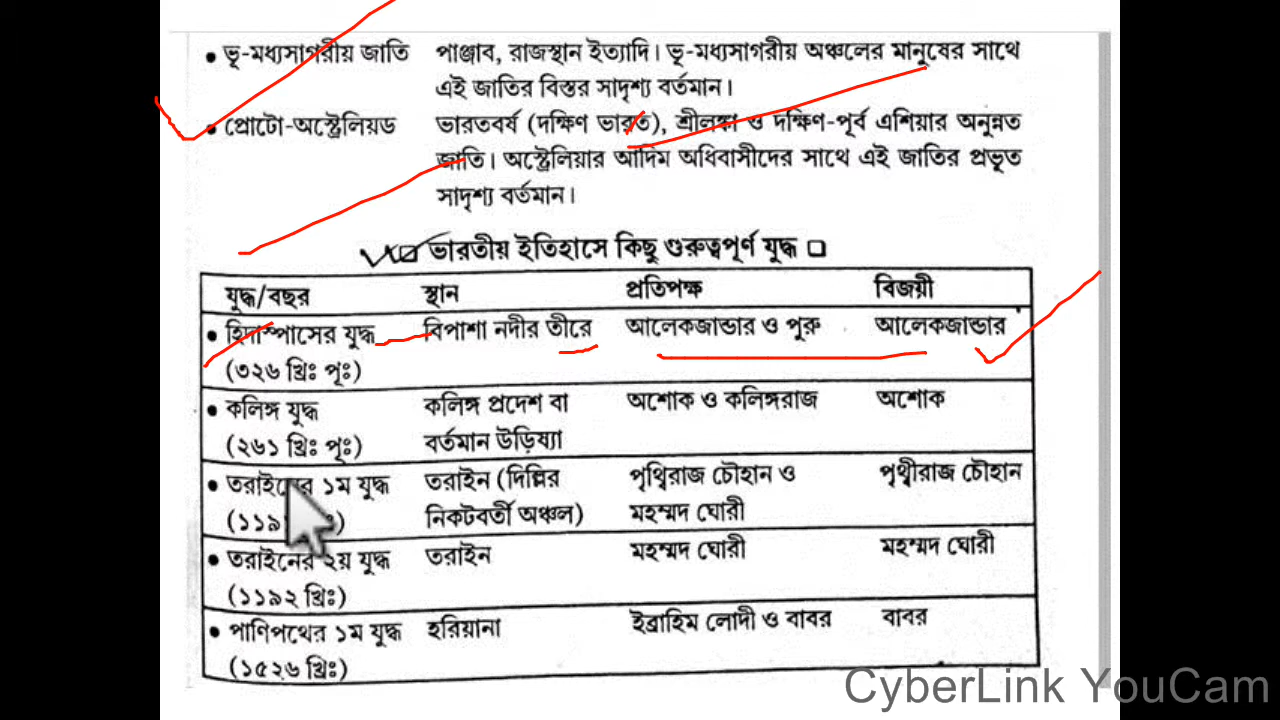 • ভূ-মধ্যসাগরীয় জাতি পাঞ্জাব, রাজস্থান ইত্যাদি। ভূ-মধ্যসাগরীয় অঞ্চলের মানুষের সাথে
এই জাতির বিস্তর সাদৃশ্য বর্তমান।
• প্রোটো-অস্ট্রেলিয়ড ভারতবর্ষ (দক্ষিণ ভারত), শ্রীলঙ্কা ও দক্ষিণ-পূর্ব এশিয়ার অনুন্নত
জাতি। অস্ট্রেলিয়ার আদিম অধিবাসীদের সাথে এই জাতির প্রভূত
সাদৃশ্য বর্তমান।
ভারতীয় ইতিহাসে কিছু গুরুত্বপূর্ণ যুদ্ধ
যুদ্ধ/বছর স্থান প্রতিপক্ষ বিজয়ী
• হিদাস্পাসের যুদ্ধ বিপাশা নদীর তীরে আলেকজান্ডার ও পুরু আলেকজান্ডার
(৩২৬ খ্রিঃ পৃঃ)
• কলিঙ্গ যুদ্ধ কলিঙ্গ প্রদেশ বা অশোক ও কলিঙ্গরাজ অশোক
(২৬১ খ্রিঃ পৃঃ) বর্তমান উড়িষ্যা
• তরাইনের ১ম যুদ্ধ তরাইন (দিল্লির পৃথ্বিরাজ চৌহান ও পৃথ্বীরাজ চৌহান
নিকটবর্তী অঞ্চল) মহম্মদ ঘোরী
• তরাইনের ২য় যুদ্ধ তরাইন মহম্মদ ঘোরী মহম্মদ ঘোরী
(১১৯২ খ্রিঃ)
• পাণিপথের ১ম যুদ্ধ হরিয়ানা ইব্রাহিম লোদী ও বাবর বাবর
(১৫২৬ খ্রিঃ)
CyberLink YouCam